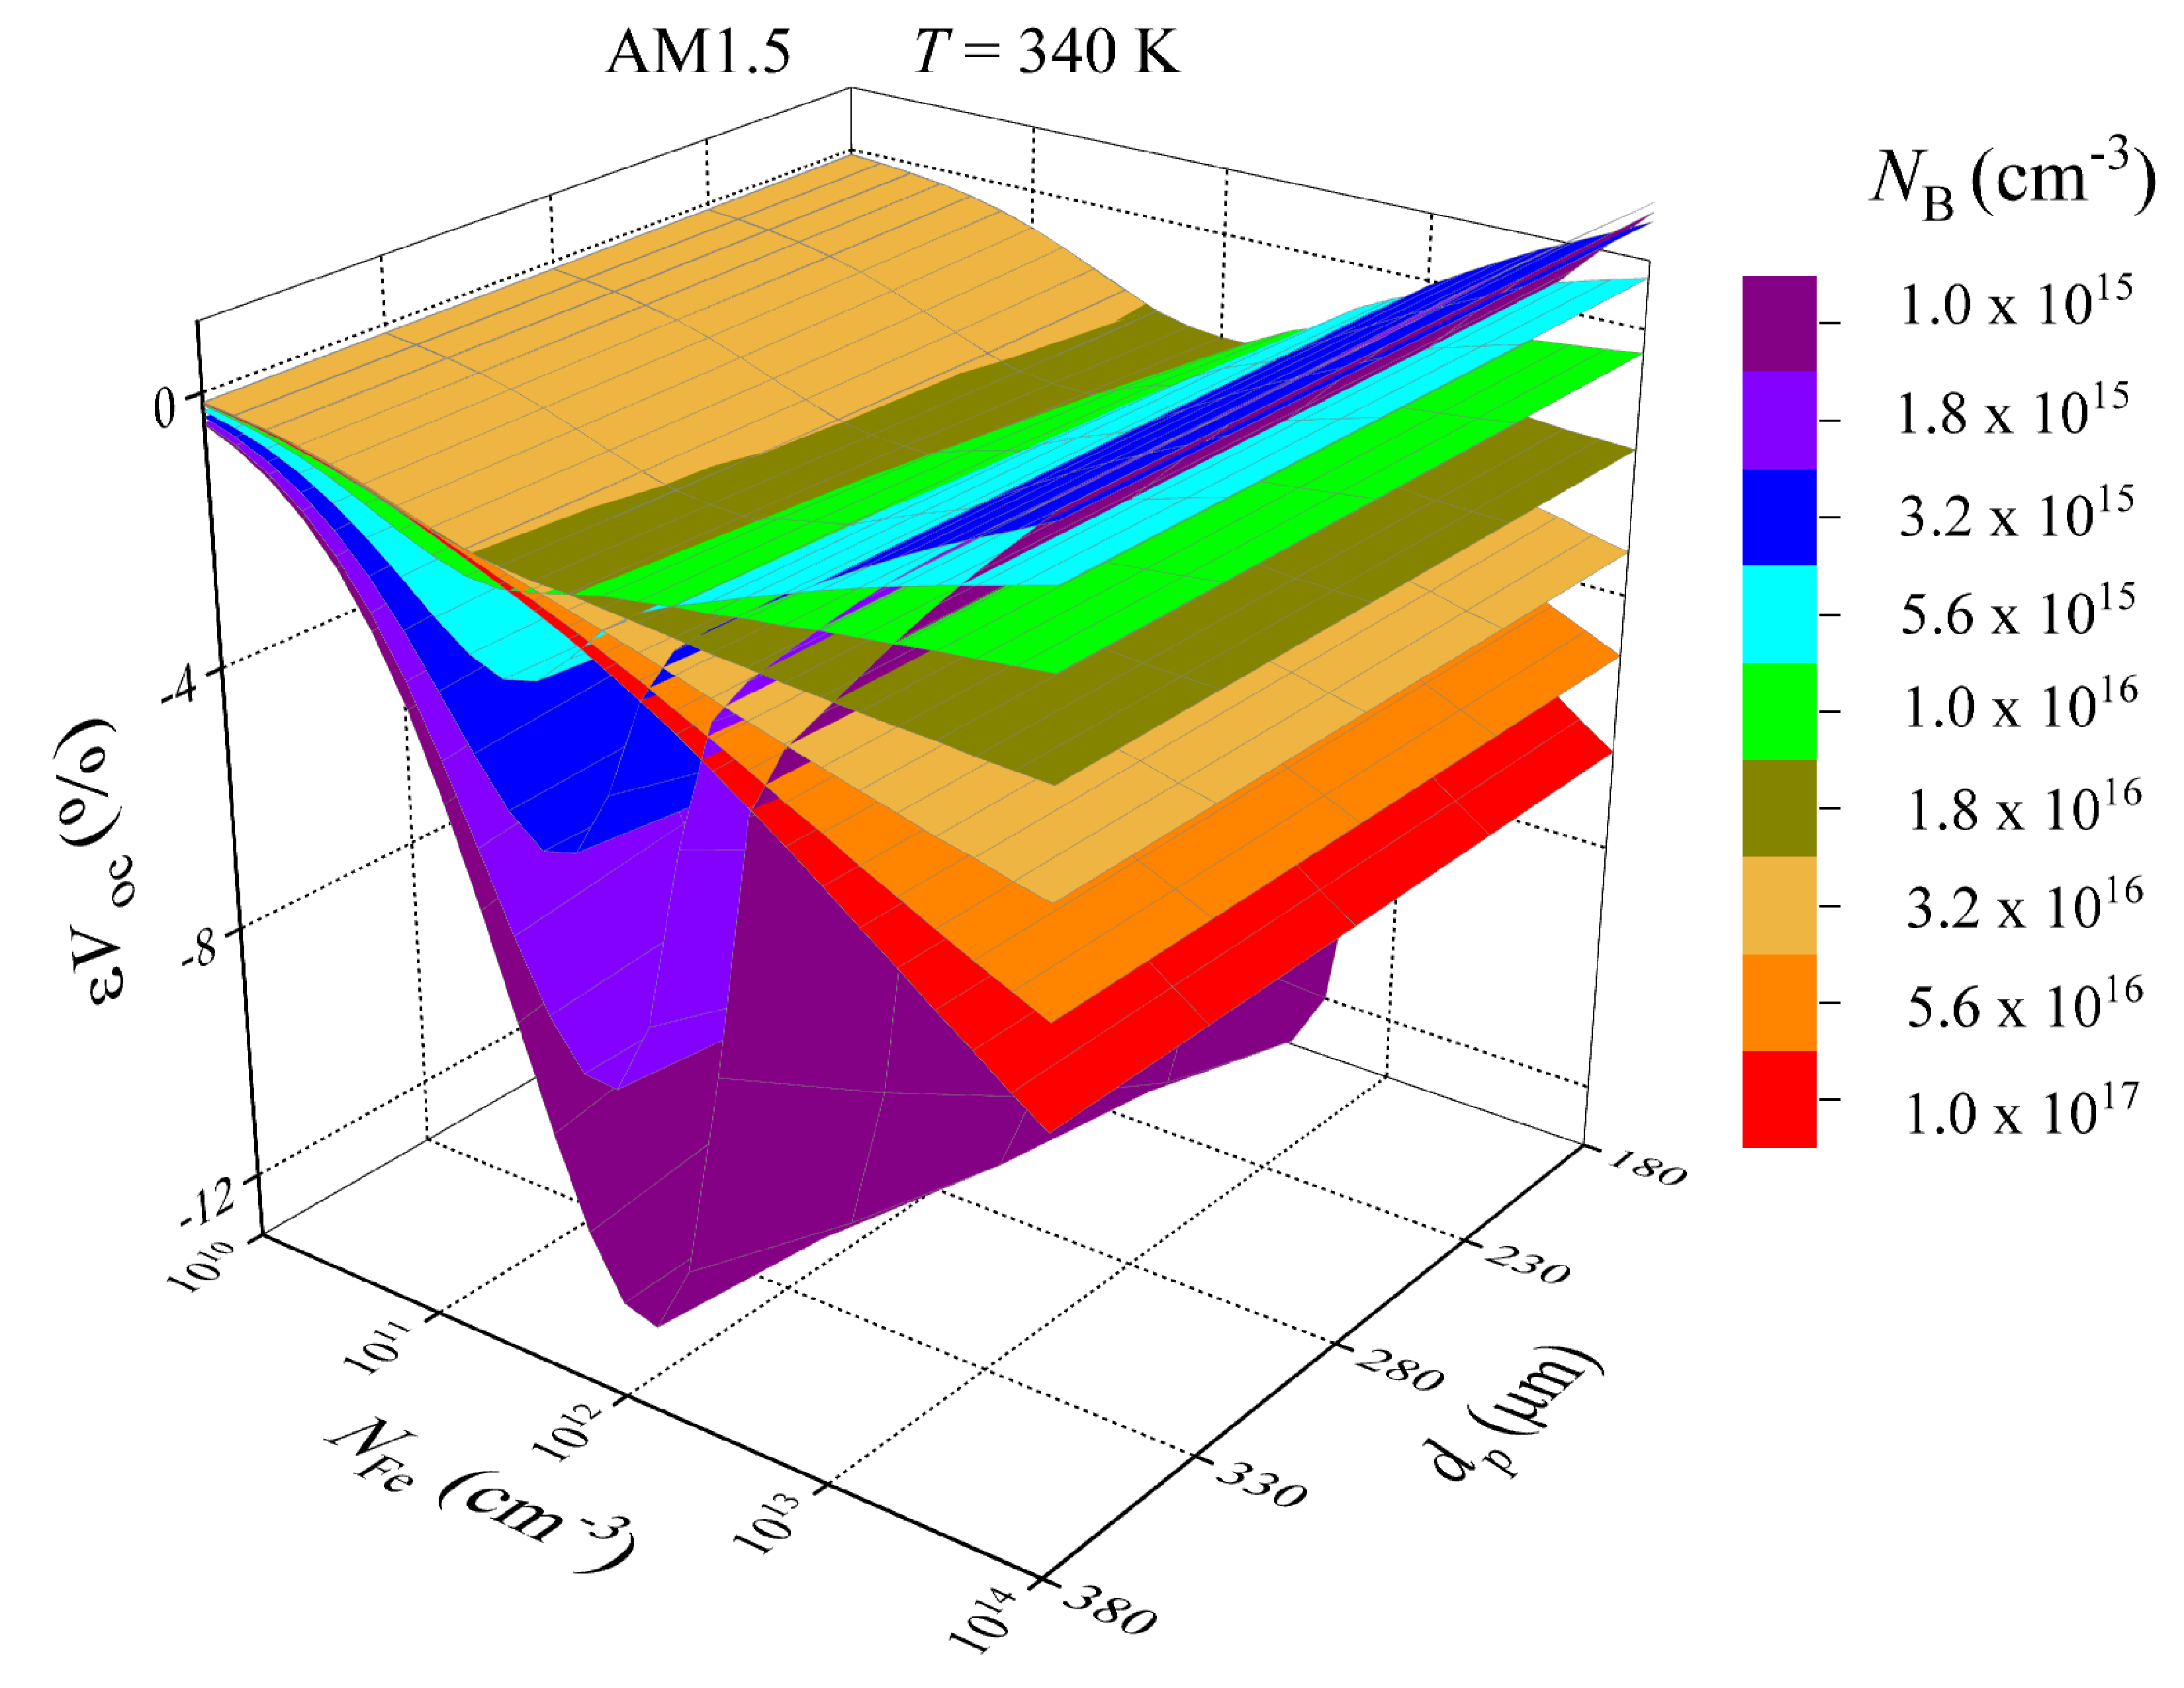 AM1.5 T = 340 K
N_B (cm^-3)
1.0 x 10^15
1.8 x 10^15
3.2 x 10^15
5.6 x 10^15
1.0 x 10^16
1.8 x 10^16
3.2 x 10^16
5.6 x 10^16
1.0 x 10^17
0
-4
-8
-12
εV oc (%)
10^10
10^11
10^12
10^13
10^14
N_Fe (cm^-3)
180
230
280
330
380
d_p (μm)